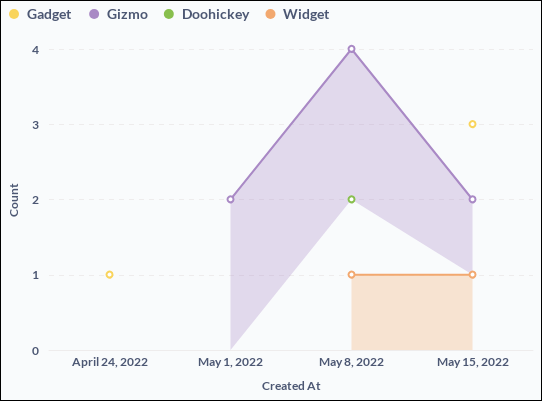 Gadget Gizmo Doohickey Widget
4
3
2
1
0
Count
April 24, 2022 May 1, 2022 May 8, 2022 May 15, 2022
Created At